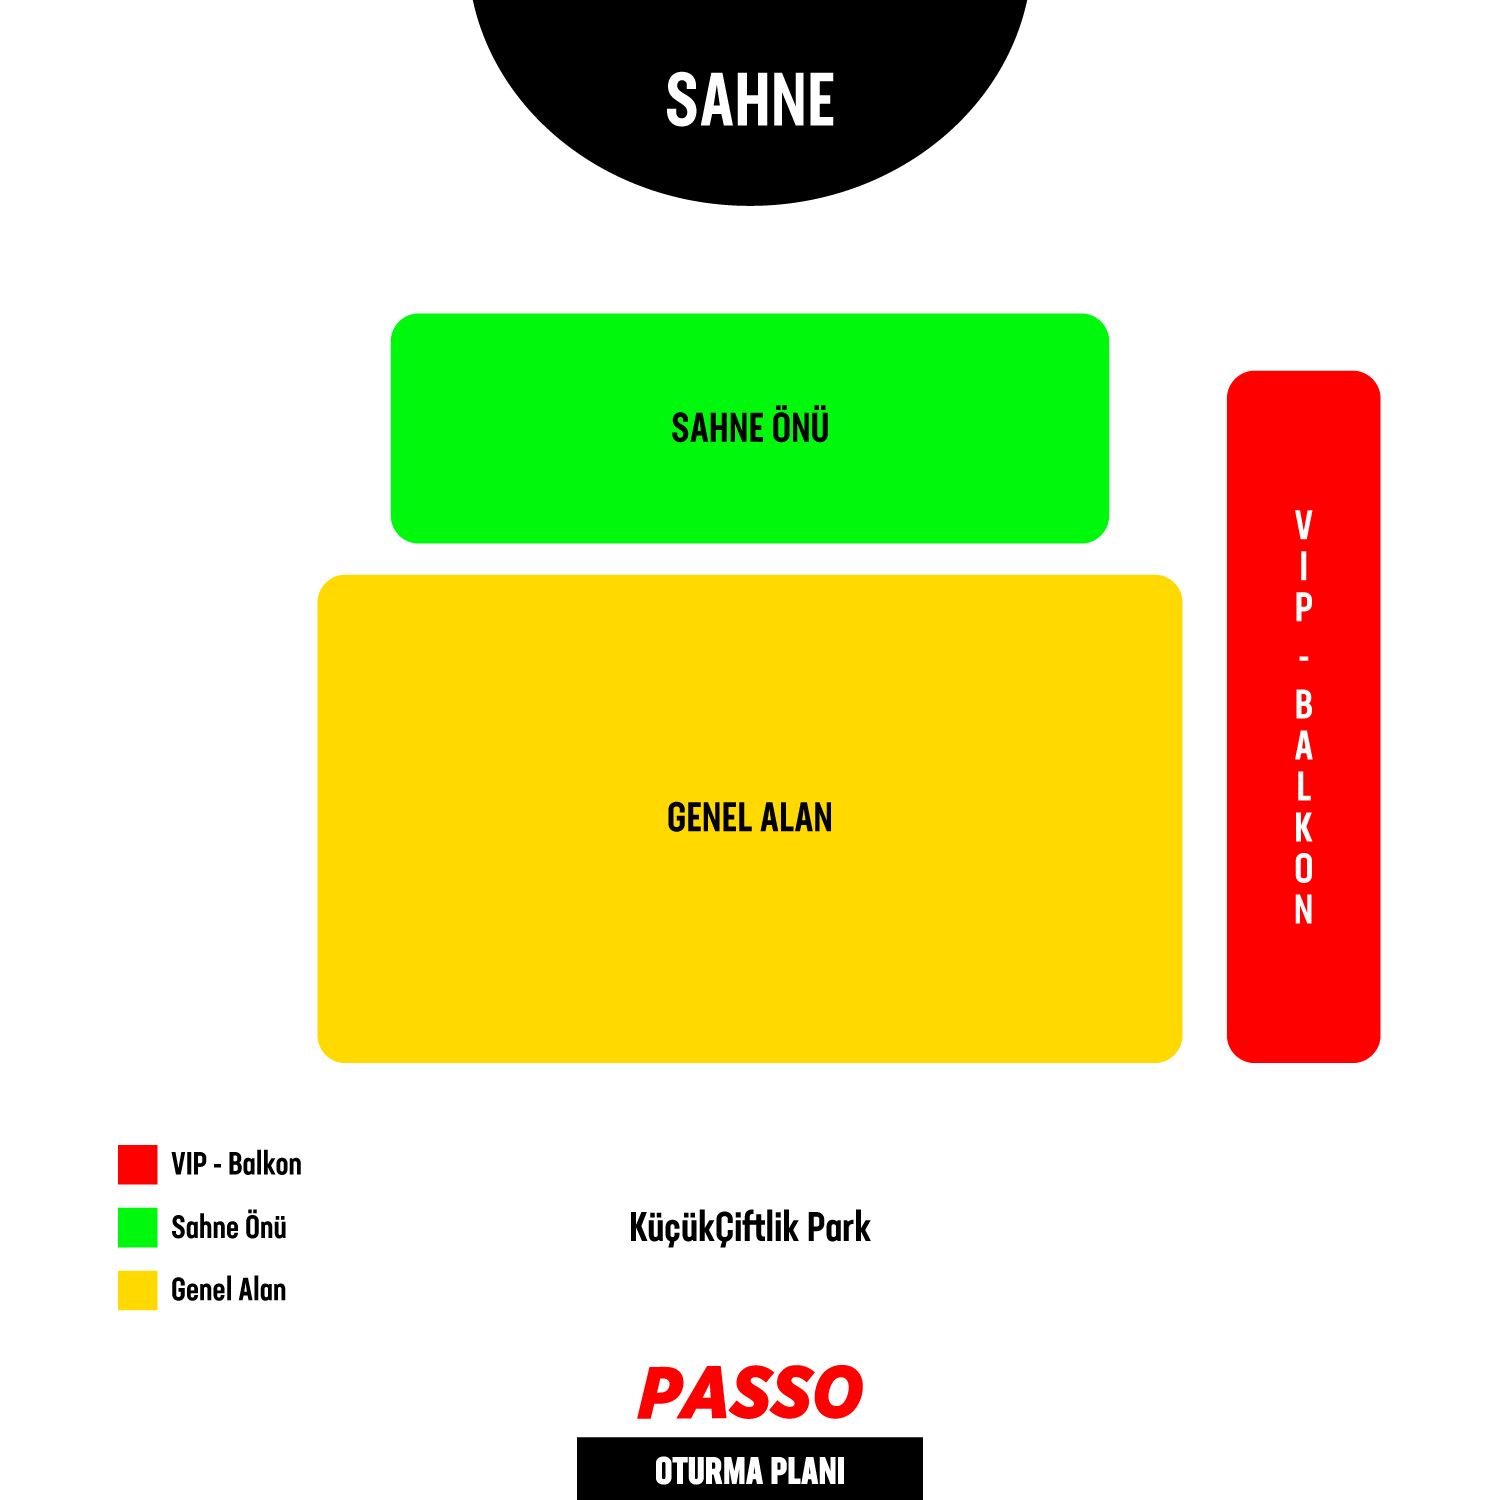 SAHNE
SAHNE ÖNÜ
GENEL ALAN
VIP - BALKON
VIP - Balkon
Sahne Önü
Genel Alan
KüçükÇiftlik Park
PASSO
OTURMA PLANI